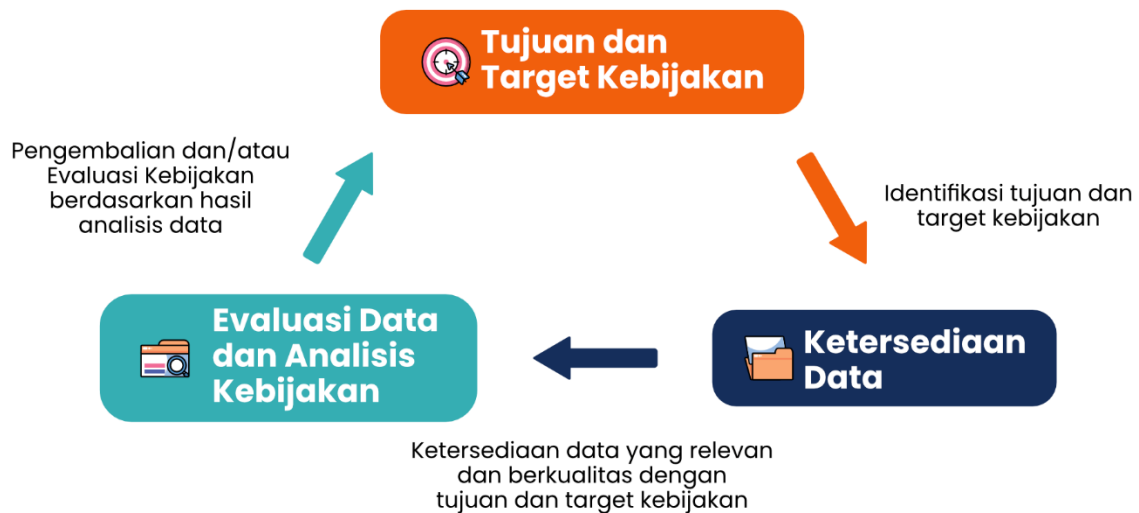 Tujuan dan
Target Kebijakan
Pengembalian dan/atau
Evaluasi Kebijakan
berdasarkan hasil
analisis data
Identifikasi tujuan dan
target kebijakan
Evaluasi Data
dan Analisis
Kebijakan
Ketersediaan
Data
Ketersediaan data yang relevan
dan berkualitas dengan
tujuan dan target kebijakan